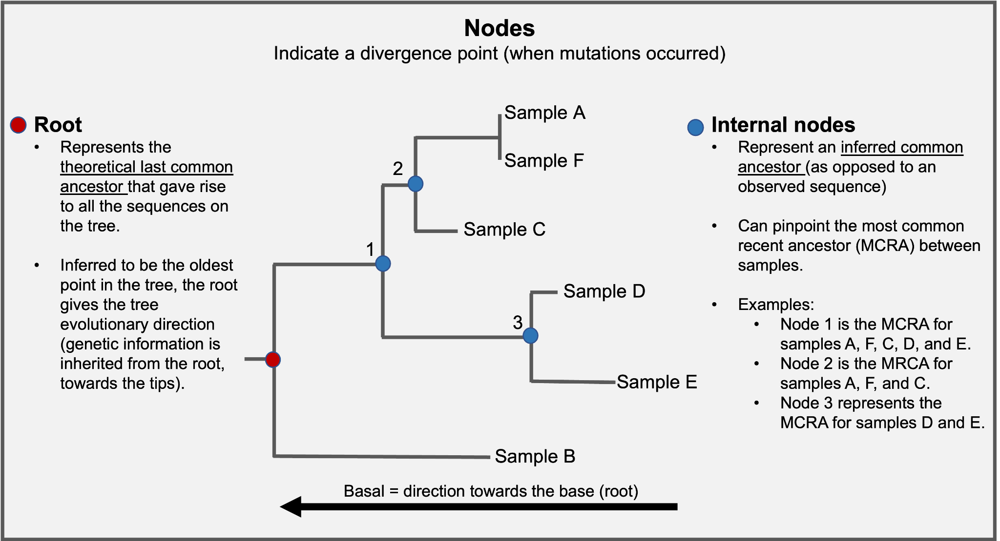 Nodes
Indicate a divergence point (when mutations occurred)
Root
• Represents the
theoretical last common
ancestor that gave rise
to all the sequences on
the tree.
• Inferred to be the oldest
point in the tree, the root
gives the tree
evolutionary direction
(genetic information is
inherited from the root,
towards the tips).
Sample A
Sample F
2
Sample C
1
Sample D
3
Sample E
Sample B
Basal = direction towards the base (root)
Internal nodes
• Represent an inferred common
ancestor (as opposed to an
observed sequence)
• Can pinpoint the most common
recent ancestor (MCRA) between
samples.
• Examples:
• Node 1 is the MCRA for
samples A, F, C, D, and E.
• Node 2 is the MRCA for
samples A, F, and C.
• Node 3 represents the
MCRA for samples D and E.